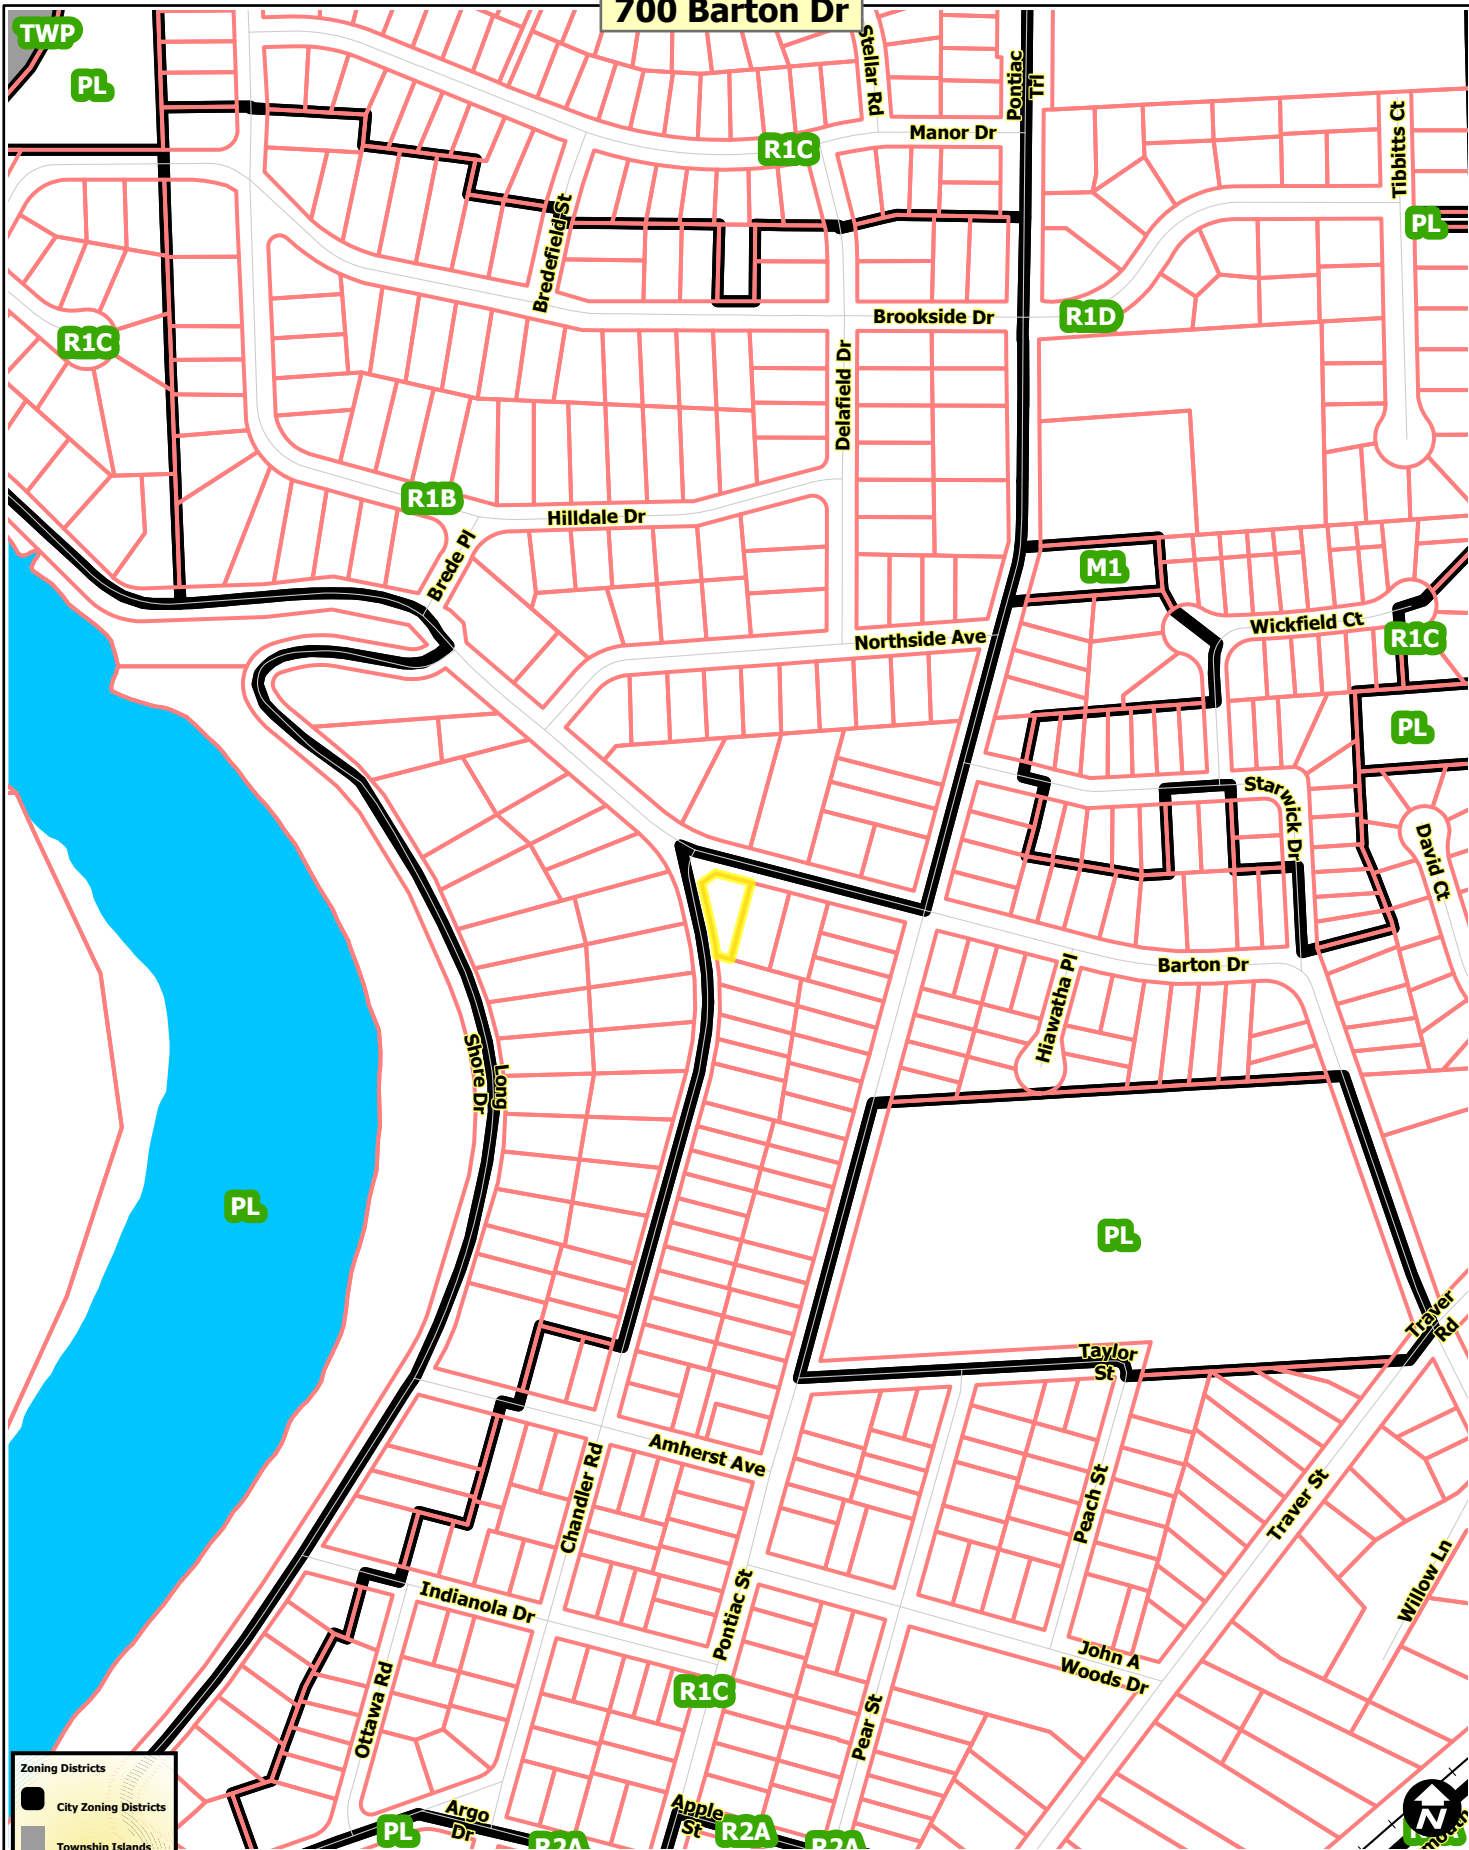 700 Barton Dr
TWP
PL
Stellar Rd
Pontiac
Trl
Manor Dr
R1C
Tibbitts Ct
PL
Bredefield St
Brookside Dr
R1D
R1C
Delafield Dr
R1B
Hilldale Dr
Brede Pl
M1
Wickfield Ct
Northside Ave
R1C
PL
Starwick Dr
David Ct
Barton Dr
Hiawatha Pl
Long
Shore Dr
PL
PL
Traver
Rd
Taylor
St
Amherst Ave
Chandler Rd
Peach St
Traver St
Willow Ln
Indianola Dr
Pontiac St
John A
Woods Dr
R1C
Ottawa Rd
Pear St
Zoning Districts
City Zoning Districts
Township Islands
Argo
Dr
PL
R2A
Apple
St
R2A
R2A
N